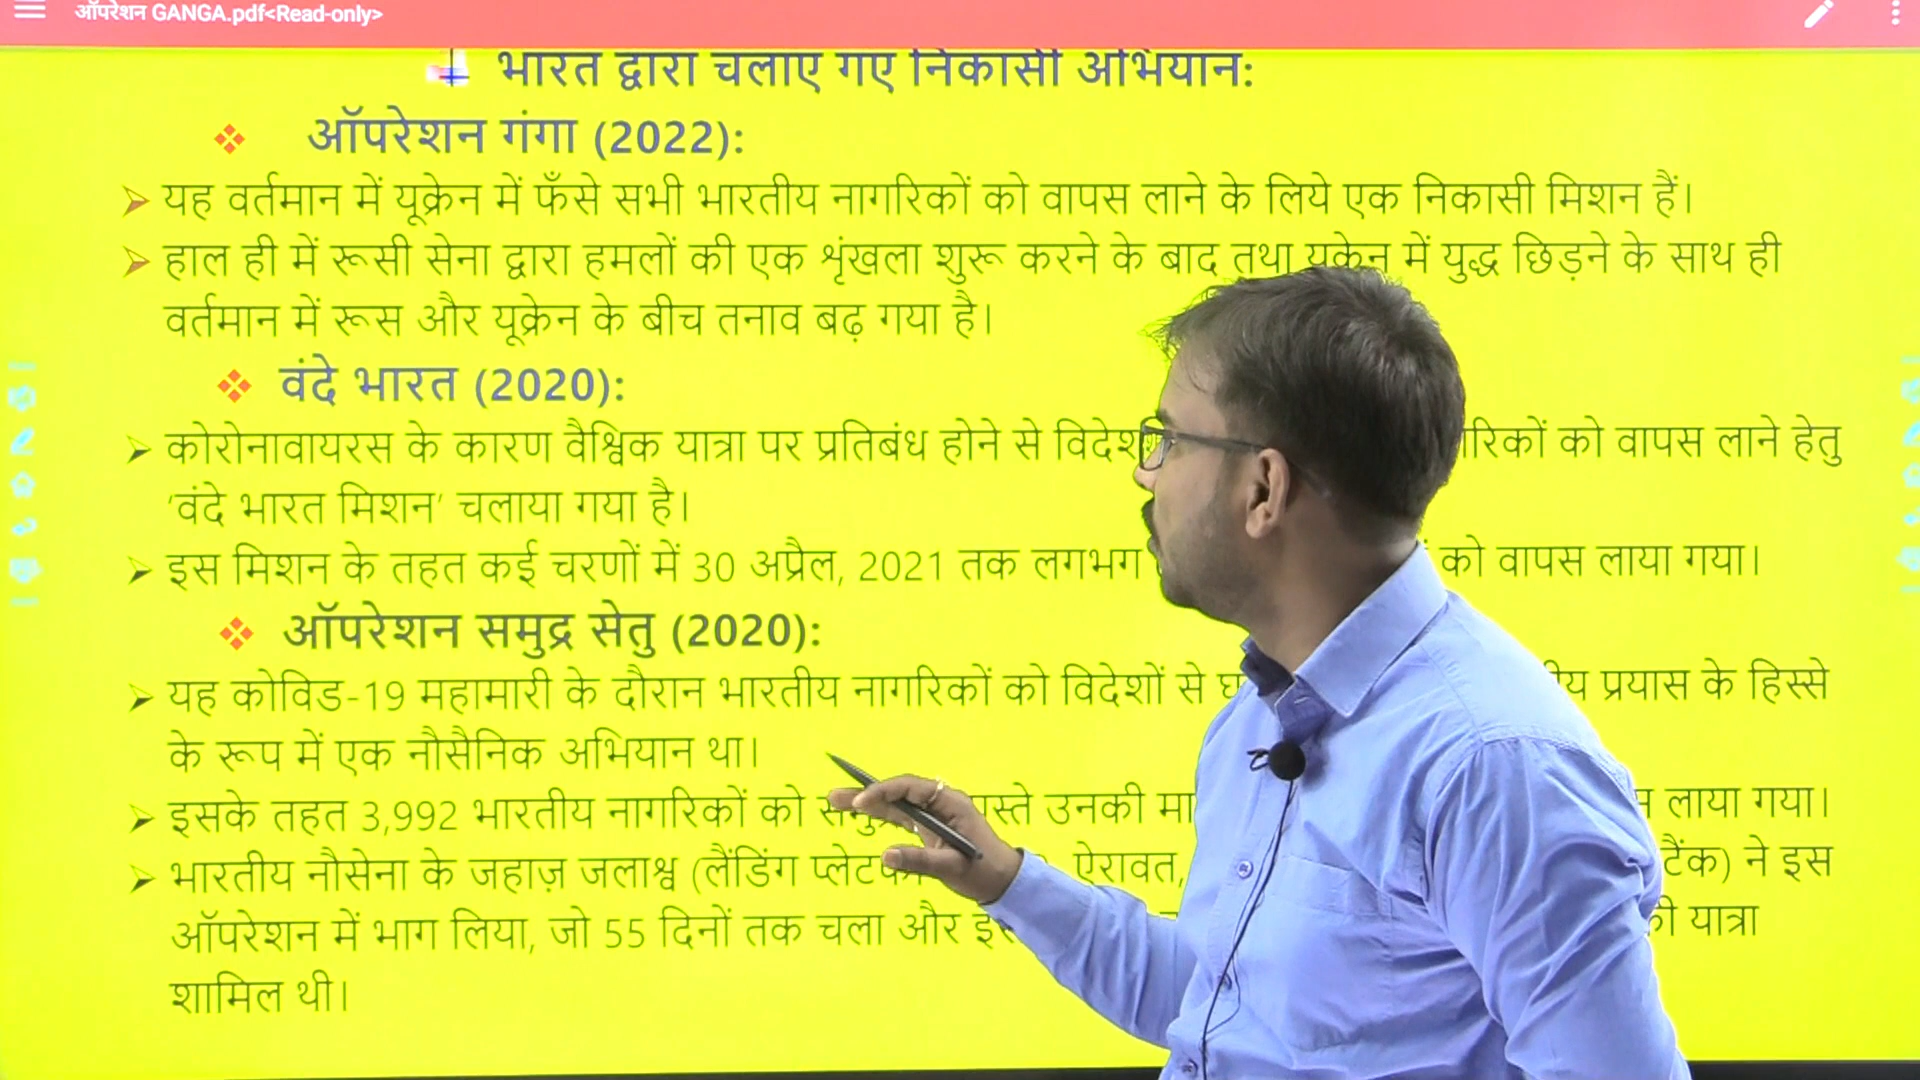 ऑपरेशन GANGA.pdf<Read-only>
भारत द्वारा चलाए गए निकासी अभियान:
ऑपरेशन गंगा (2022):
यह वर्तमान में यूक्रेन में फँसे सभी भारतीय नागरिकों को वापस लाने के लिये एक निकासी मिशन हैं।
हाल ही में रूसी सेना द्वारा हमलों की एक श्रृंखला शुरू करने के बाद तथा यूक्रेन में युद्ध छिड़ने के साथ ही
वर्तमान में रूस और यूक्रेन के बीच तनाव बढ़ गया है।
वंदे भारत (2020):
कोरोनावायरस के कारण वैश्विक यात्रा पर प्रतिबंध होने से को वापस लाने हेतु
‘वंदे भारत मिशन’ चलाया गया है।
इस मिशन के तहत कई चरणों में 30 अप्रैल, 2021 तक लगभग को वापस लाया गया।
ऑपरेशन समुद्र सेतु (2020):
यह कोविड-19 महामारी के दौरान भारतीय नागरिकों को विदेशों से प्रयास के हिस्से
के रूप में एक नौसैनिक अभियान था।
इसके तहत 3,992 भारतीय नागरिकों को उनकी लाया गया।
भारतीय नौसेना के जहाज़ जलाश्व (लैंडिंग ऐरावत, टैंक) ने इस
ऑपरेशन में भाग लिया, जो 55 दिनों तक चला और यात्रा
शामिल थी।